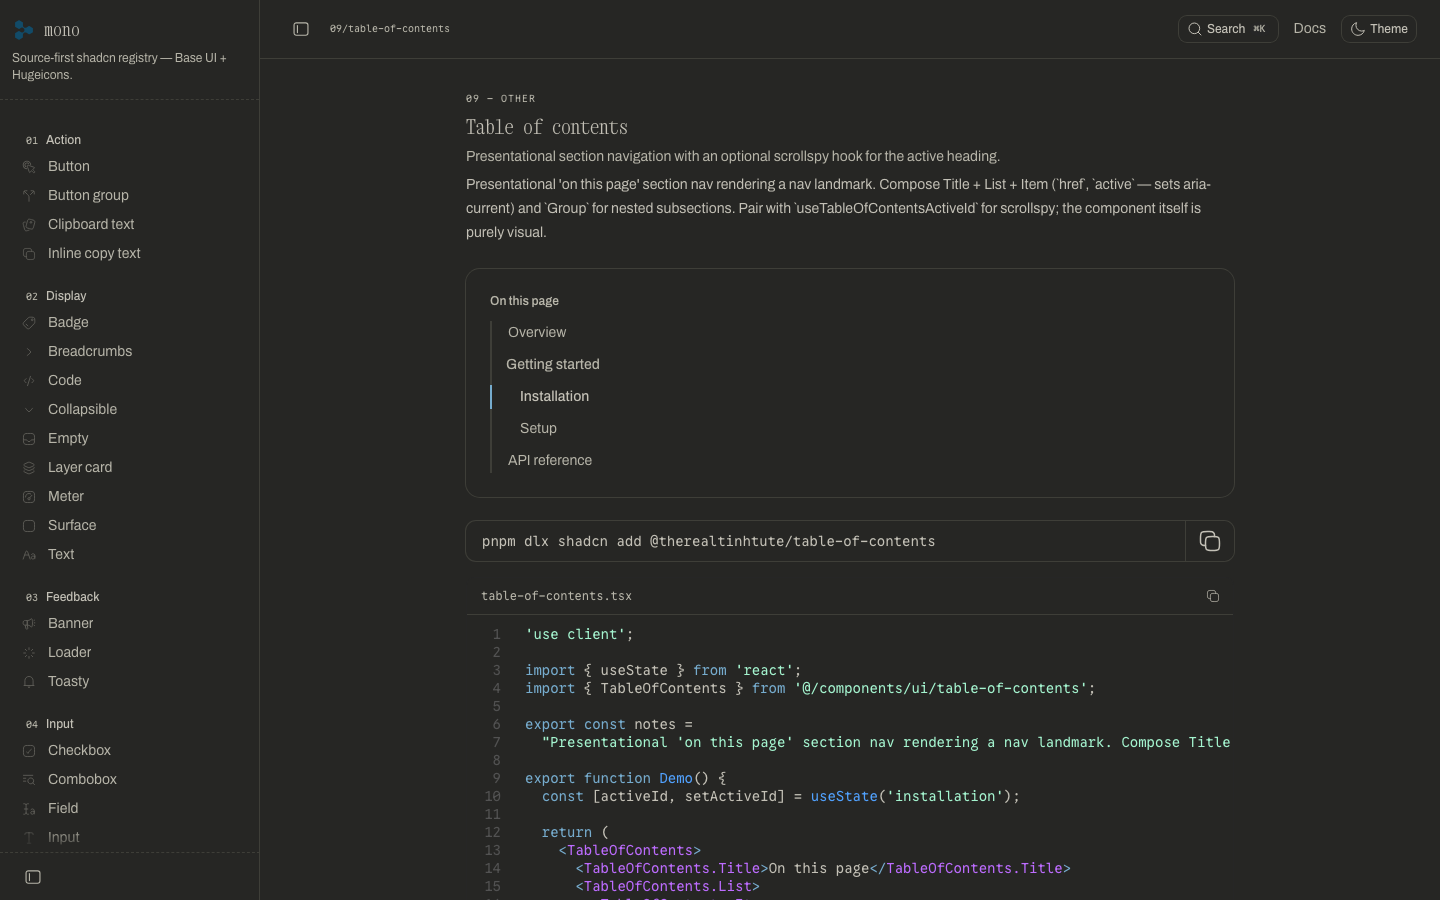 mono
Source-first shadcn registry — Base UI +
Hugeicons.
01 Action
Button
Button group
Clipboard text
Inline copy text
02 Display
Badge
Breadcrumbs
Code
Collapsible
Empty
Layer card
Meter
Surface
Text
03 Feedback
Banner
Loader
Toasty
04 Input
Checkbox
Combobox
Field
Input
09/table-of-contents
Search ⌘K
Docs
Theme
09 — OTHER
Table of contents
Presentational section navigation with an optional scrollspy hook for the active heading.
Presentational 'on this page' section nav rendering a nav landmark. Compose Title + List + Item (`href`, `active` — sets aria-
current) and `Group` for nested subsections. Pair with `useTableOfContentsActiveId` for scrollspy; the component itself is
purely visual.
On this page
Overview
Getting started
Installation
Setup
API reference
pnpm dlx shadcn add @therealtinhtute/table-of-contents
table-of-contents.tsx
1 'use client';
2
3 import { useState } from 'react';
4 import { TableOfContents } from '@/components/ui/table-of-contents';
5
6 export const notes =
7 "Presentational 'on this page' section nav rendering a nav landmark. Compose Title
8
9 export function Demo() {
10 const [activeId, setActiveId] = useState('installation');
11
12 return (
13 <TableOfContents>
14 <TableOfContents.Title>On this page</TableOfContents.Title>
15 <TableOfContents.List>